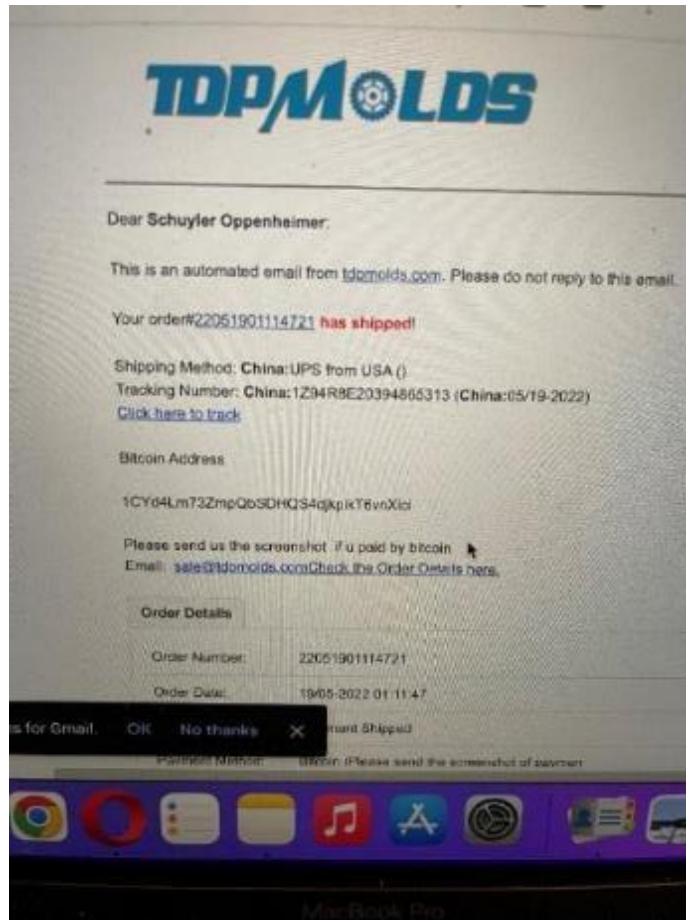 TDPMOLDS
Dear Schuyler Oppenheimer:
This is an automated email from tdpmolds.com. Please do not reply to this email.
Your order#22051901114721 has shipped!
Shipping Method: China:UPS from USA ()
Tracking Number: China:1Z94R8E20394865313 (China:05/19-2022)
Click here to track
Bitcoin Address
Please send us the screenshot if u paid by bitcoin
Email: sale@tdpmolds.comCheck the Order Details here.
Order Details
Order Number: 22051901114721
Order Date: 19/05-2022 01:11:47
s for Gmail. OK No thanks Shipped
Payment Method: Bitcoin (Please send the screenshot of payment
MacBook Pro